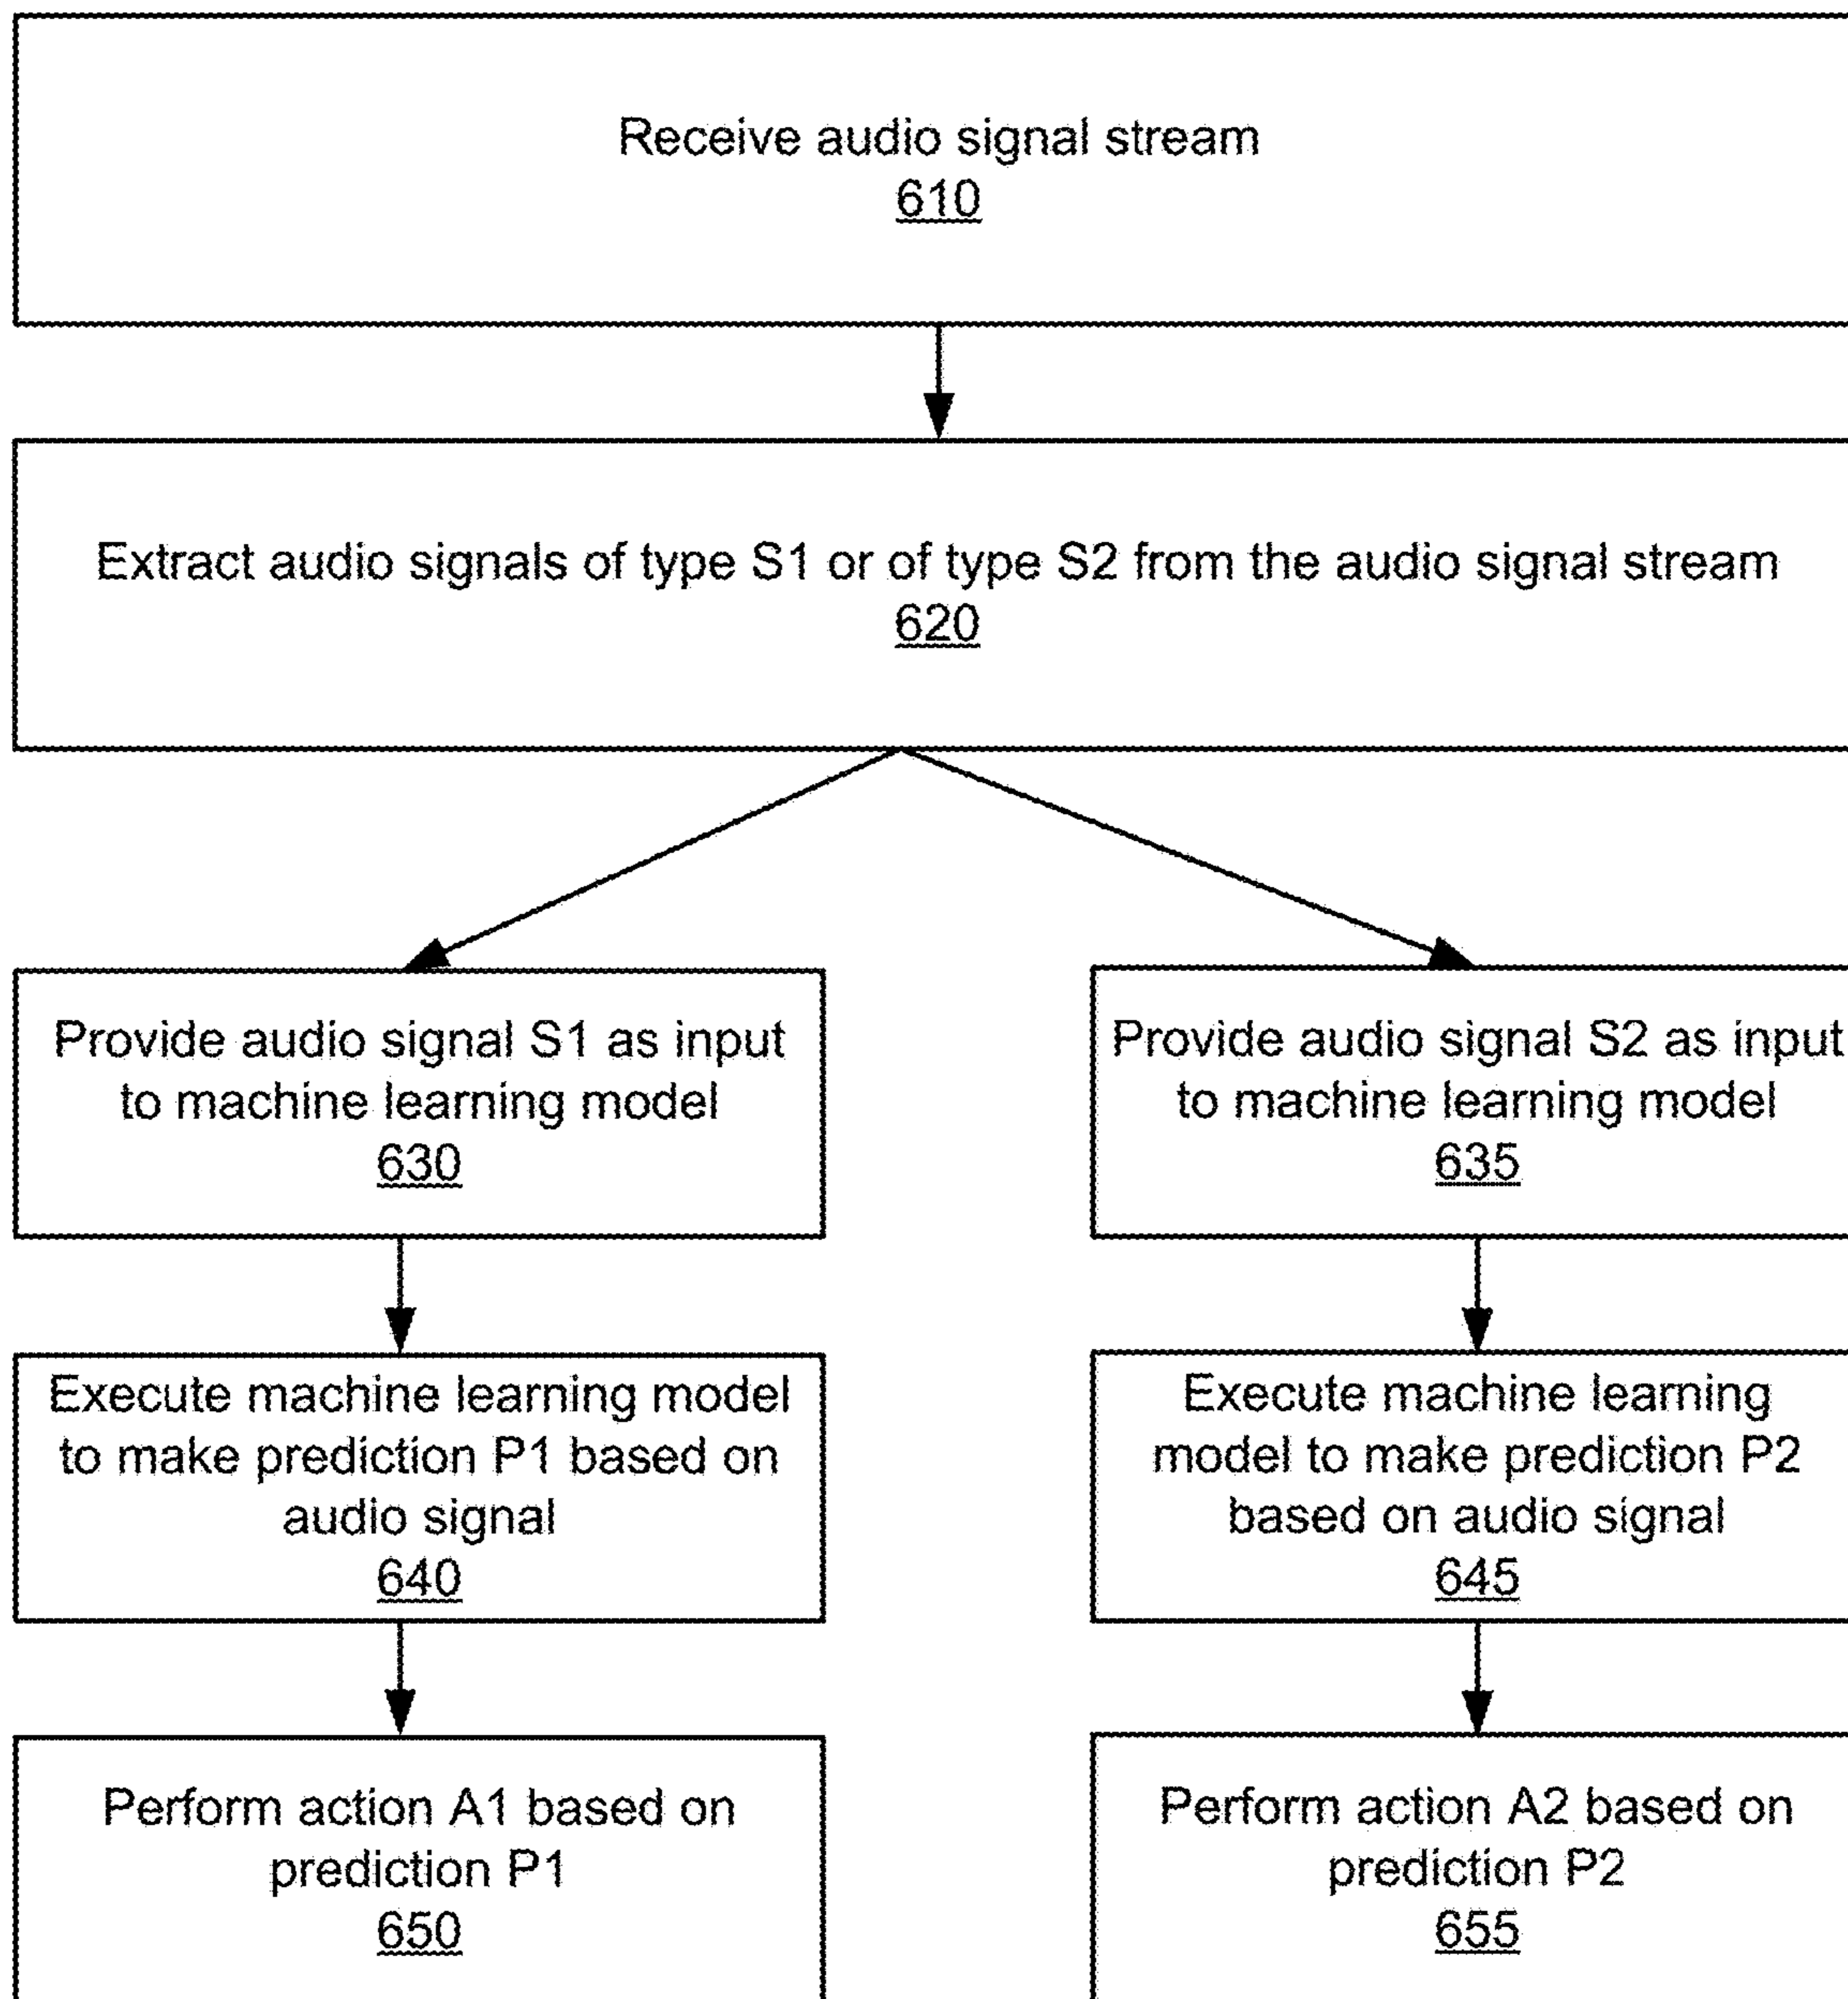 Receive audio signal stream
610
Extract audio signals of type S1 or of type S2 from the audio signal stream
620
Provide audio signal S1 as input
to machine learning model
630
Provide audio signal S2 as input
to machine learning model
635
Execute machine learning model
to make prediction P1 based on
audio signal
640
Execute machine learning
model to make prediction P2
based on audio signal
645
Perform action A1 based on
prediction P1
650
Perform action A2 based on
prediction P2
655